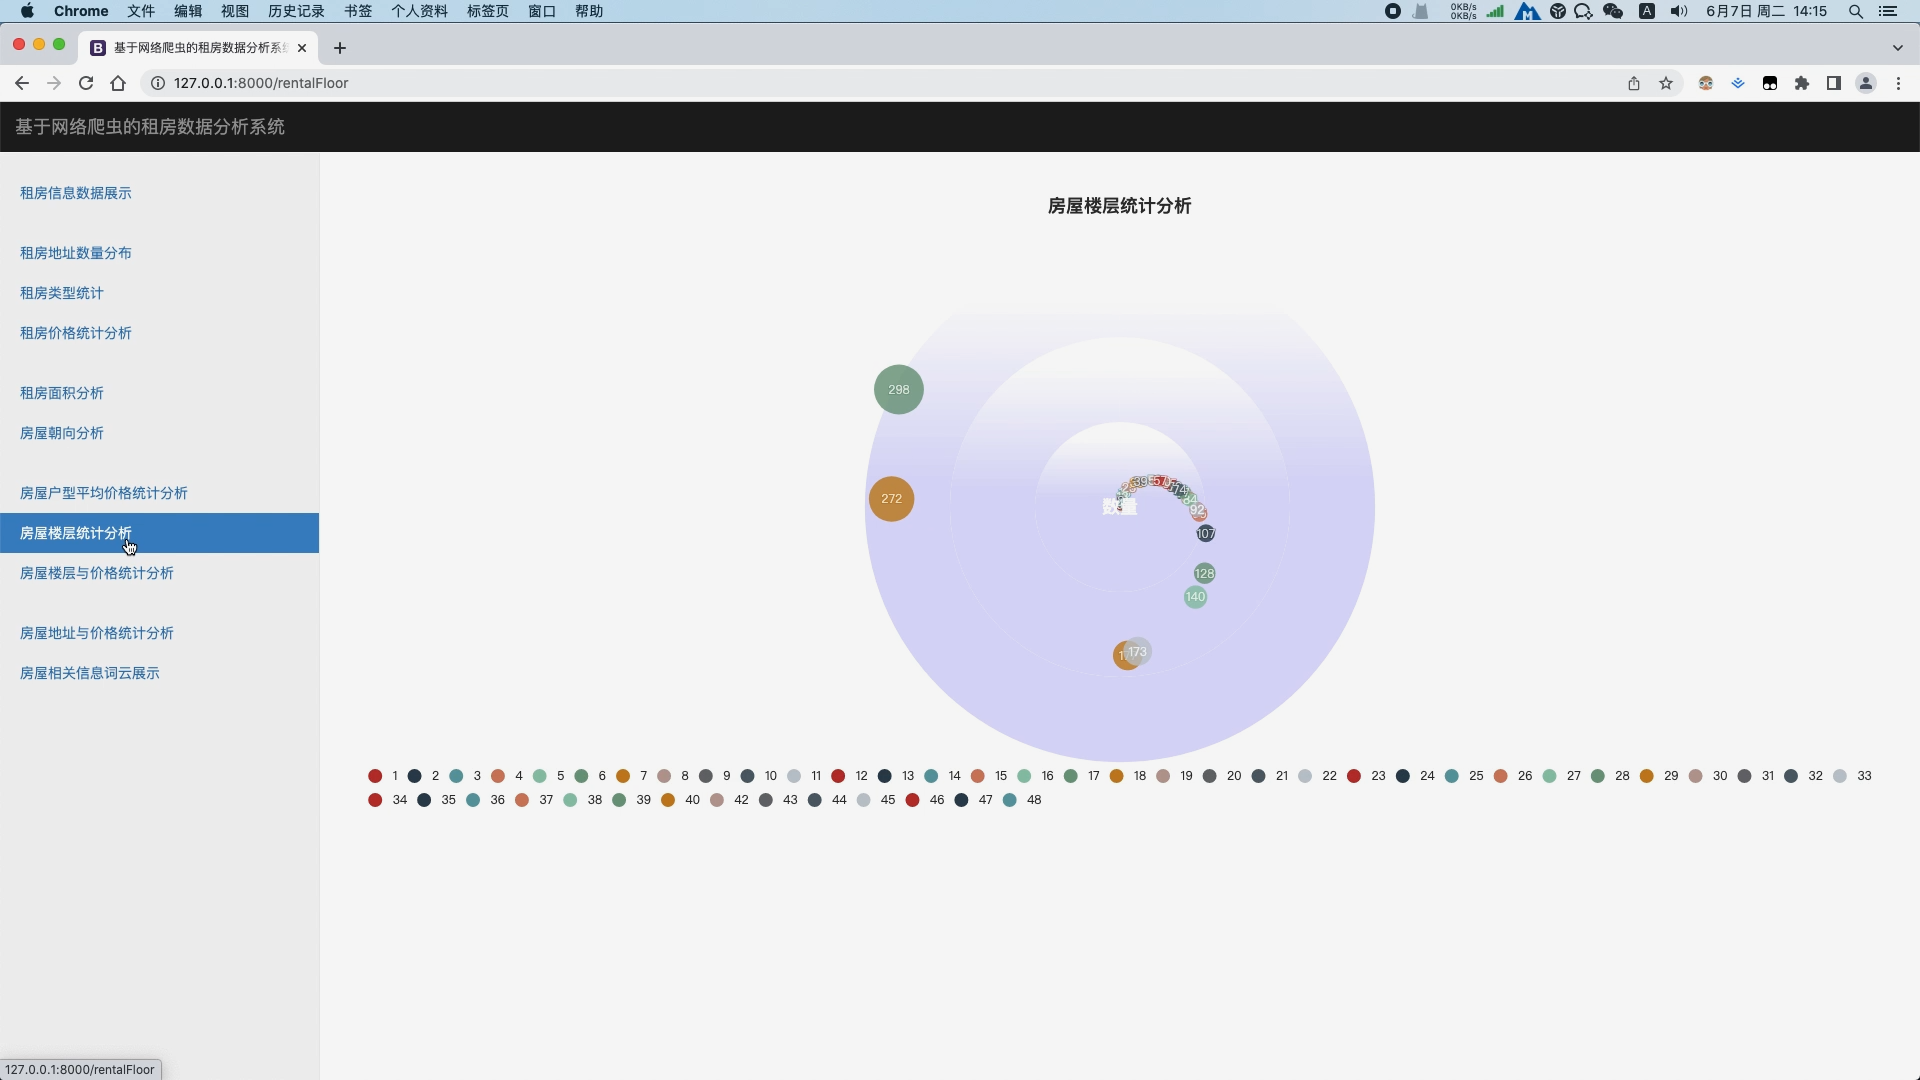 Chrome 文件 编辑 视图 历史记录 书签 个人资料 标签页 窗口 帮助 0KB/s 0KB/s A 6月7日 周二 14:15
基于网络爬虫的租房数据分析系
127.0.0.1:8000/rentalFloor
基于网络爬虫的租房数据分析系统
租房信息数据展示
租房地址数量分布
租房类型统计
租房价格统计分析
租房面积分析
房屋朝向分析
房屋户型平均价格统计分析
房屋楼层统计分析
房屋楼层与价格统计分析
房屋地址与价格统计分析
房屋相关信息词云展示
房屋楼层统计分析
298
272
数量
92
107
128
140
173
1 2 3 4 5 6 7 8 9 10 11 12 13 14 15 16 17 18 19 20 21 22 23 24 25 26 27 28 29 30 31 32 33
34 35 36 37 38 39 40 42 43 44 45 46 47 48
127.0.0.1:8000/rentalFloor